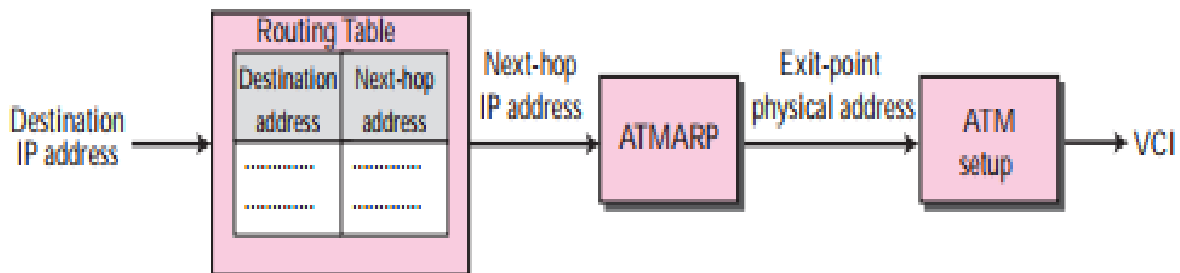 Routing Table
Destination address
Next-hop address
..............
..............
..............
..............
Destination
IP address
Next-hop
IP address
ATMARP
Exit-point
physical address
ATM
setup
VCI